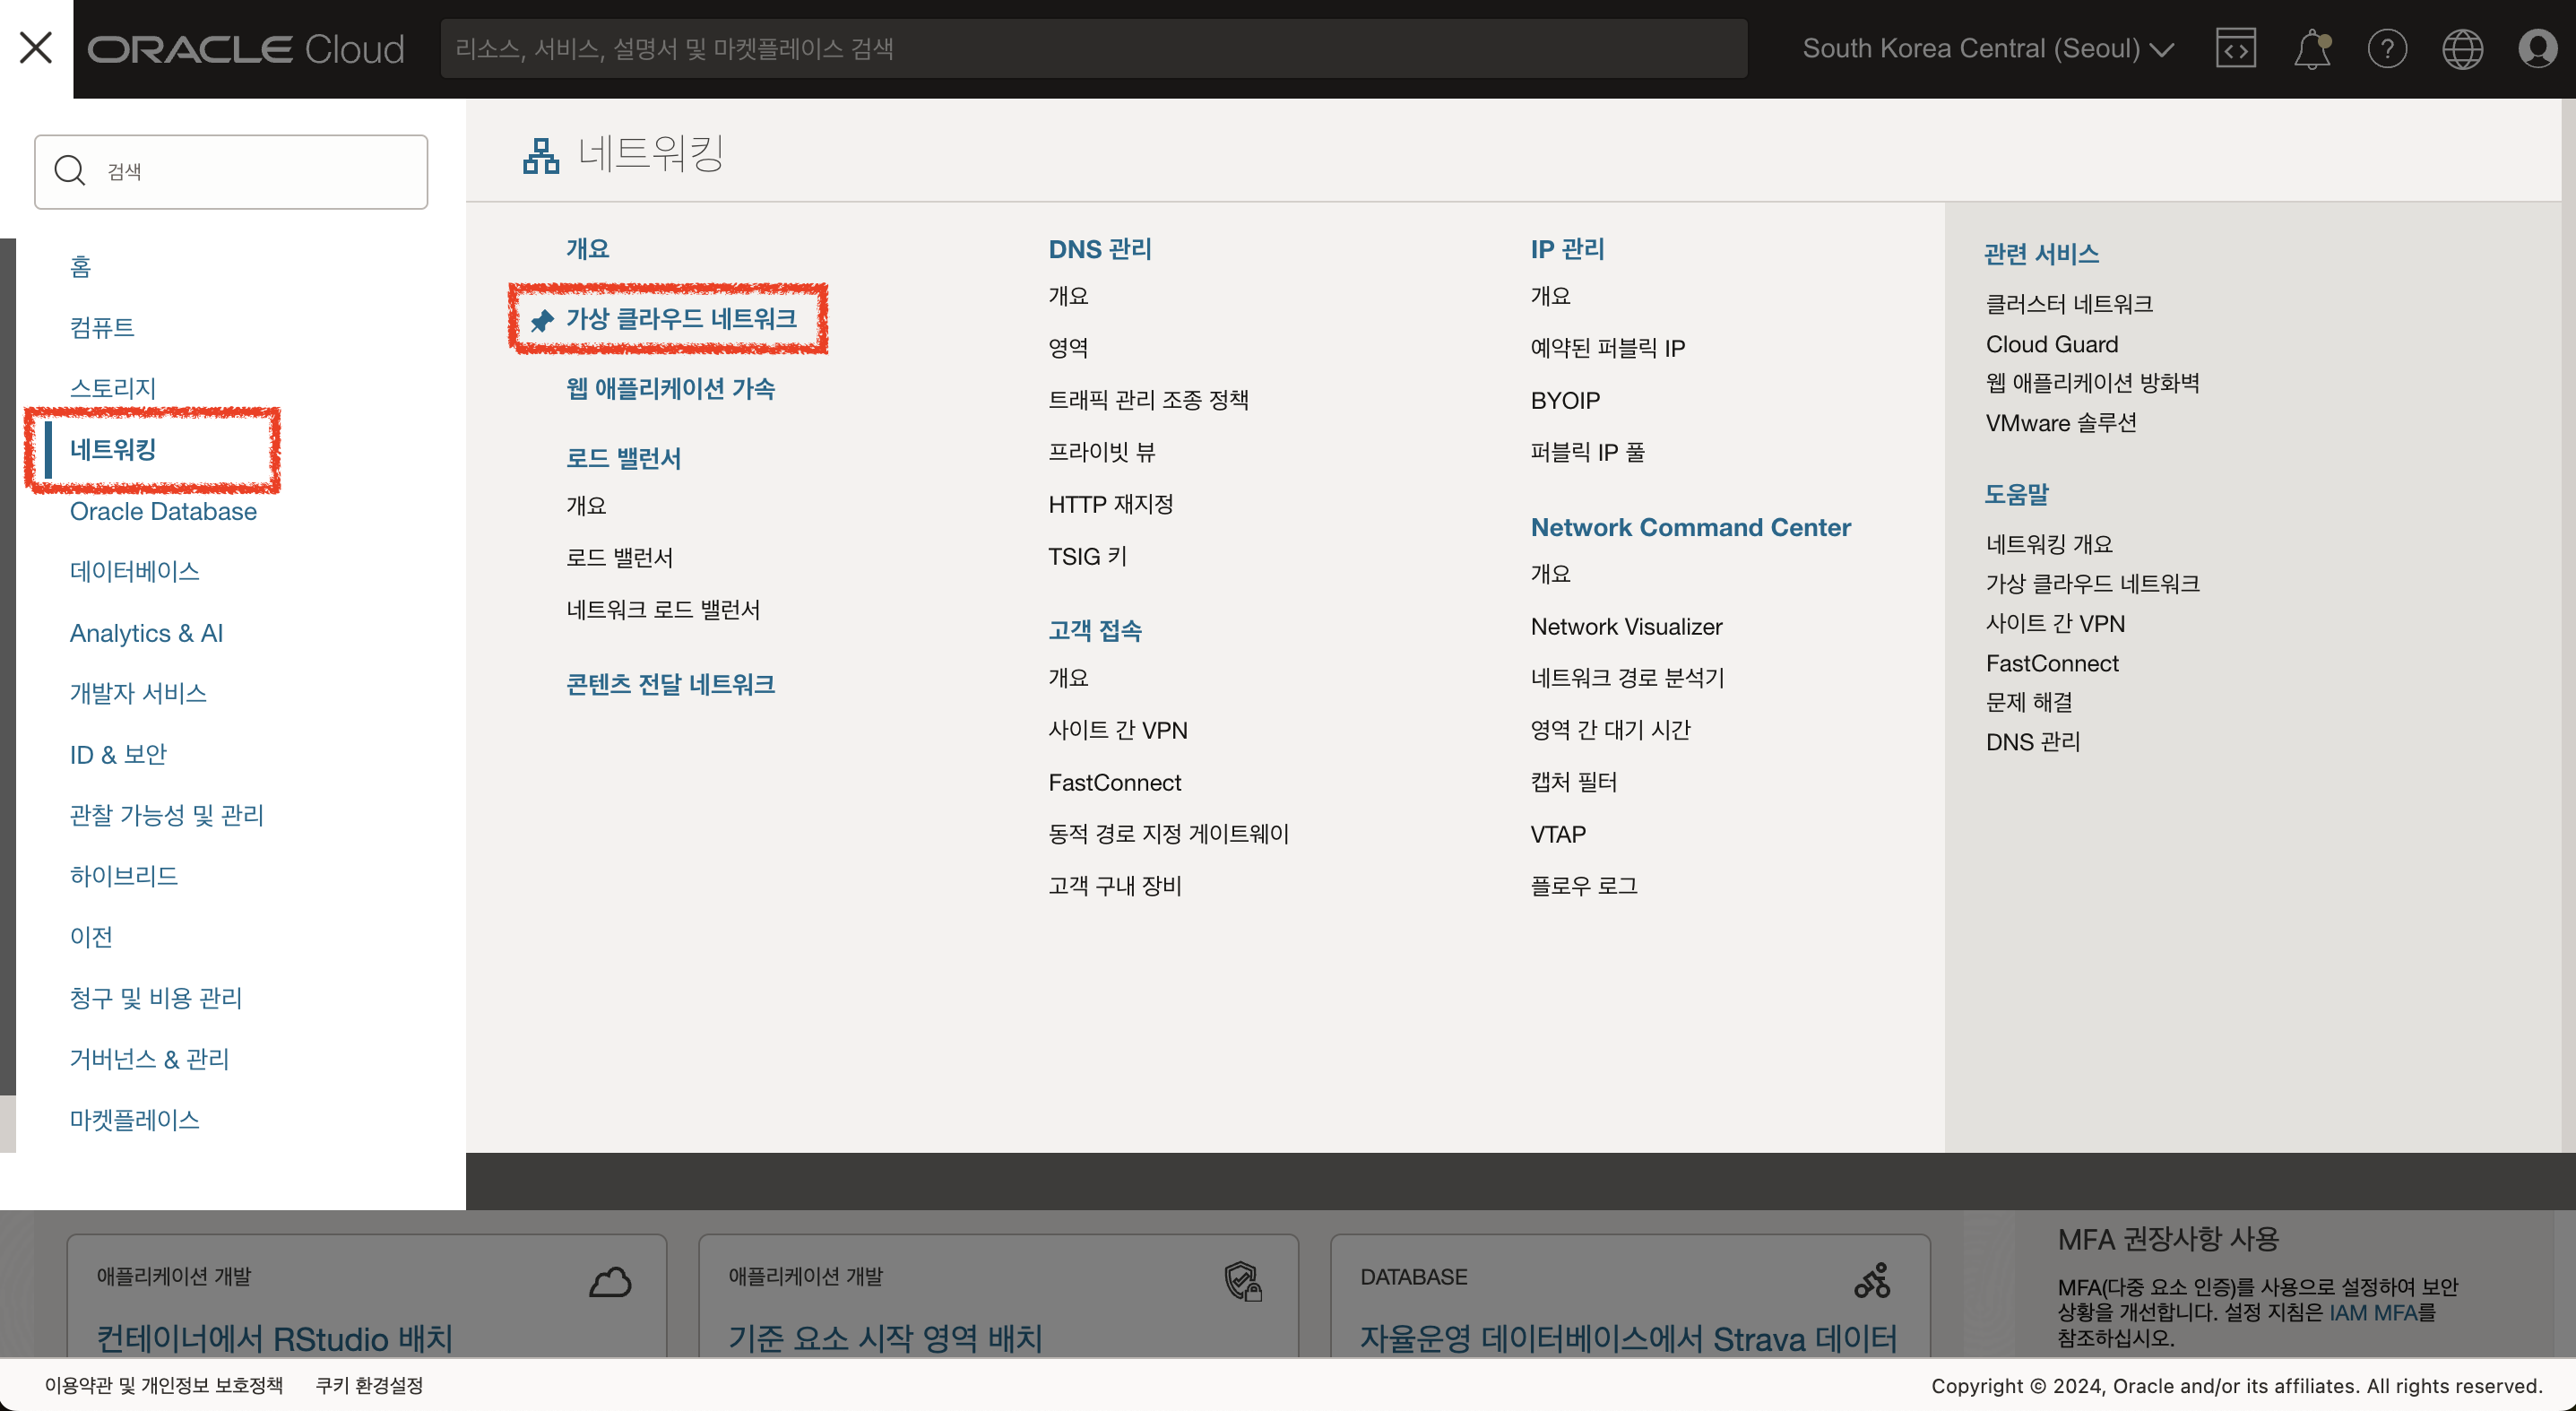 ORACLE Cloud
리소스, 서비스, 설명서 및 마켓플레이스 검색
South Korea Central (Seoul)
검색
홈
컴퓨트
스토리지
네트워킹
Oracle Database
데이터베이스
Analytics & AI
개발자 서비스
ID & 보안
관찰 가능성 및 관리
하이브리드
이전
청구 및 비용 관리
거버넌스 & 관리
마켓플레이스
네트워킹
개요
가상 클라우드 네트워크
웹 애플리케이션 가속
로드 밸런서
개요
로드 밸런서
네트워크 로드 밸런서
콘텐츠 전달 네트워크
DNS 관리
개요
영역
트래픽 관리 조종 정책
프라이빗 뷰
HTTP 재지정
TSIG 키
고객 접속
개요
사이트 간 VPN
FastConnect
동적 경로 지정 게이트웨이
고객 구내 장비
IP 관리
개요
예약된 퍼블릭 IP
BYOIP
퍼블릭 IP 풀
Network Command Center
개요
Network Visualizer
네트워크 경로 분석기
영역 간 대기 시간
캡처 필터
VTAP
플로우 로그
관련 서비스
클러스터 네트워크
Cloud Guard
웹 애플리케이션 방화벽
VMware 솔루션
도움말
네트워킹 개요
가상 클라우드 네트워크
사이트 간 VPN
FastConnect
문제 해결
DNS 관리
애플리케이션 개발
컨테이너에서 RStudio 배치
애플리케이션 개발
기준 요소 시작 영역 배치
DATABASE
자율운영 데이터베이스에서 Strava 데이터
MFA 권장사항 사용
MFA(다중 요소 인증)를 사용으로 설정하여 보안
상황을 개선합니다. 설정 지침은 IAM MFA를
참조하십시오.
이용약관 및 개인정보 보호정책
쿠키 환경설정
Copyright © 2024, Oracle and/or its affiliates. All rights reserved.